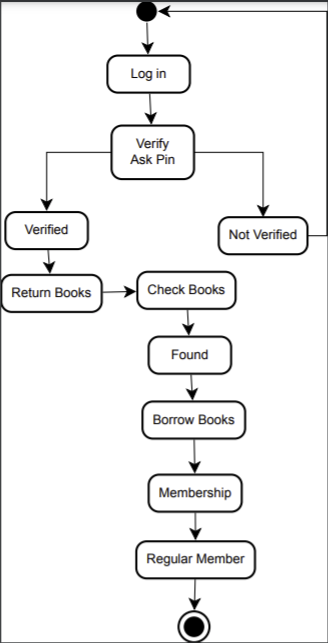 Log in
Verify
Ask Pin
Verified
Not Verified
Return Books
Check Books
Found
Borrow Books
Membership
Regular Member